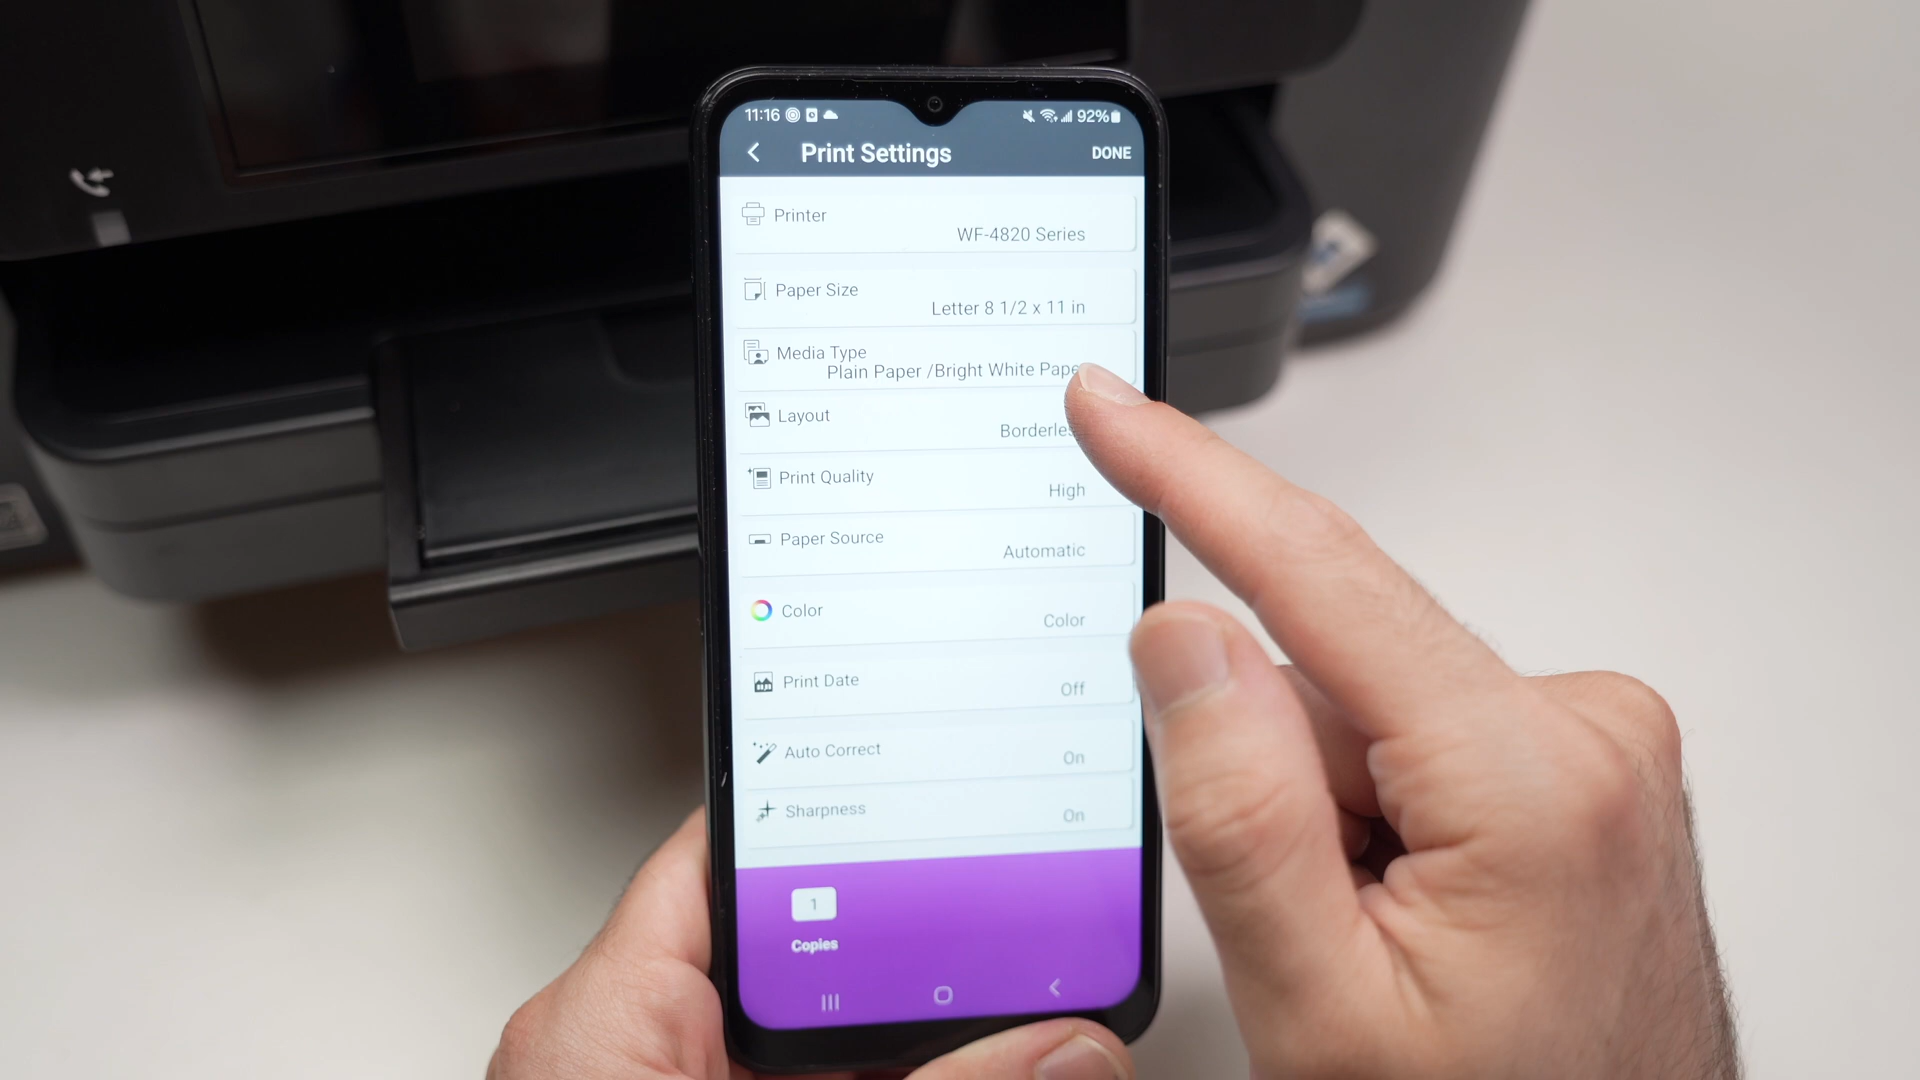 11:16
92%
Print Settings
DONE
Printer
WF-4820 Series
Paper Size
Letter 8 1/2 x 11 in
Media Type
Plain Paper /Bright White Pape
Layout
Borderles
Print Quality
High
Paper Source
Automatic
Color
Color
Print Date
Off
Auto Correct
On
Sharpness
On
1
Copies